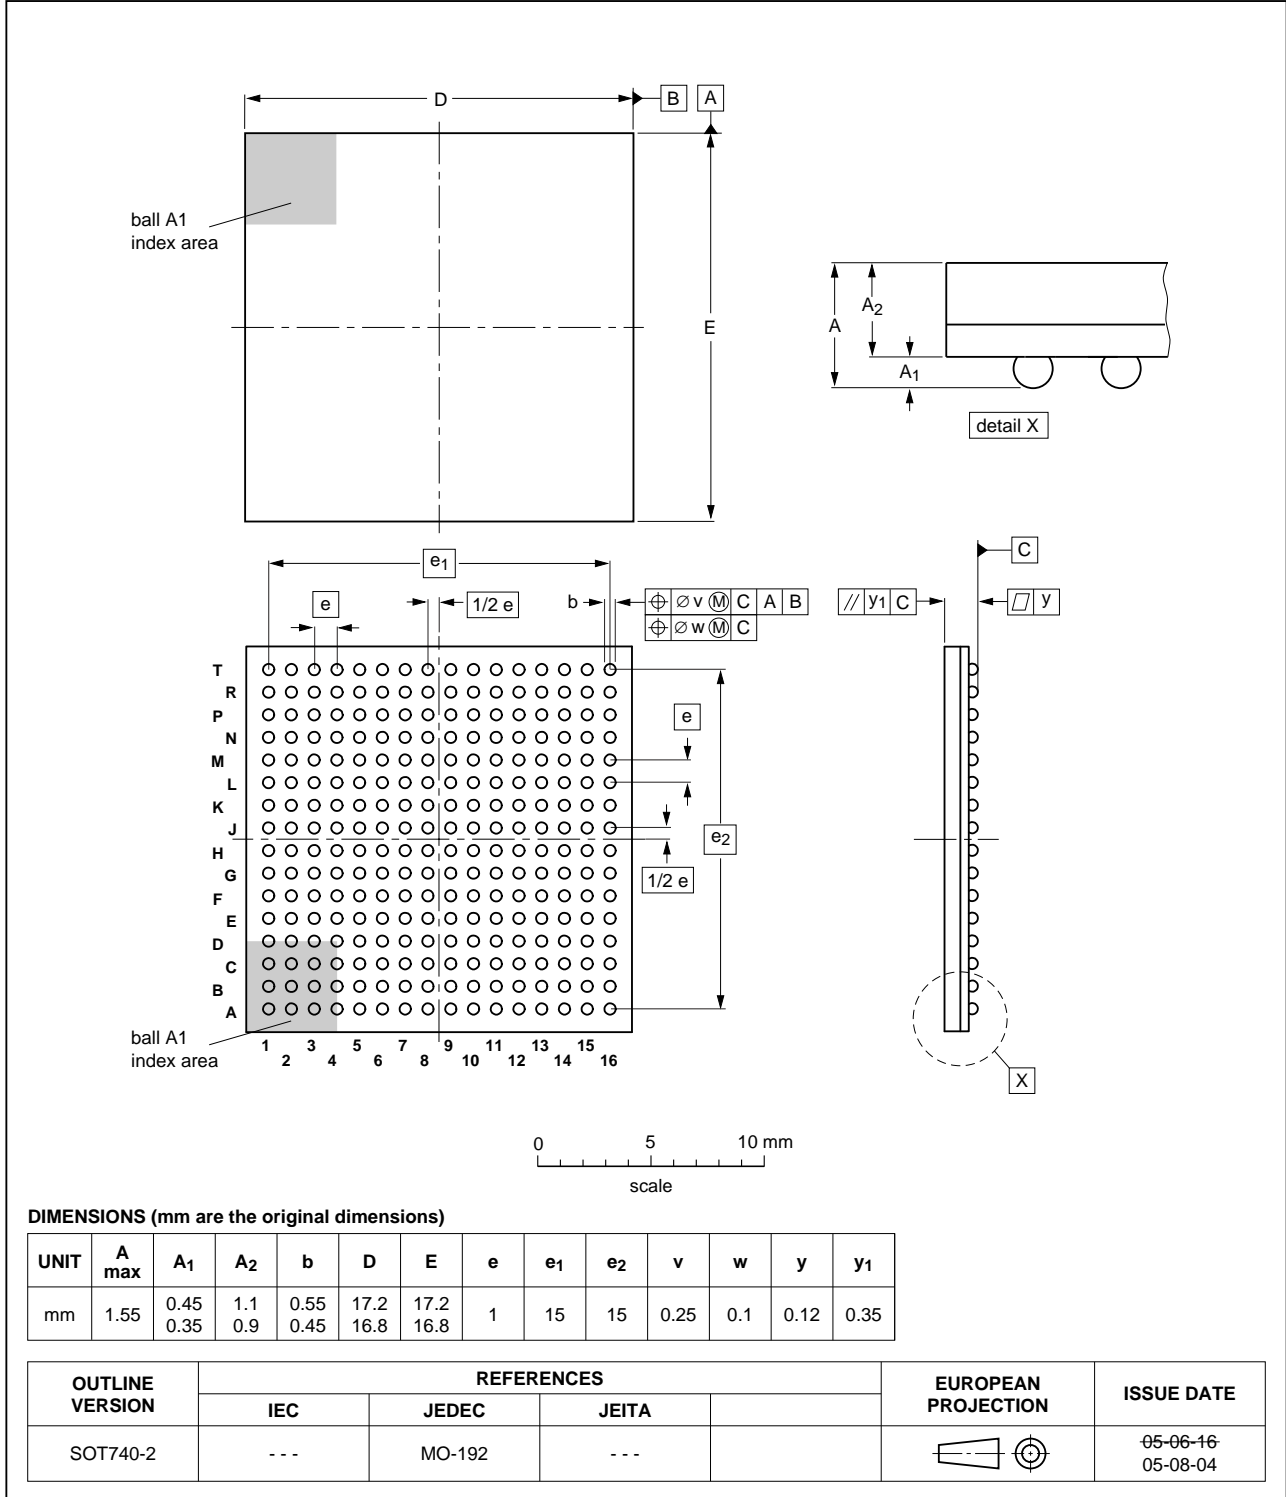 D
B
A
ball A1
index area
E
A
A2
A1
detail X
e1
e
1/2 e
b
⌖ ⌀ v Ⓜ C A B
⌖ ⌀ w Ⓜ C
C
// y1 C
▱ y
T
R
P
N
M
L
K
J
H
G
F
E
D
C
B
A
e
e2
1/2 e
ball A1
index area
1 3 5 7 9 11 13 15
2 4 6 8 10 12 14 16
X
0 5 10 mm
scale
DIMENSIONS (mm are the original dimensions)
UNIT A max A1 A2 b D E e e1 e2 v w y y1
mm 1.55 0.45 0.35 1.1 0.9 0.55 0.45 17.2 16.8 17.2 16.8 1 15 15 0.25 0.1 0.12 0.35
OUTLINE VERSION REFERENCES EUROPEAN PROJECTION ISSUE DATE
IEC JEDEC JEITA
SOT740-2 - - - MO-192 - - - 05-06-16
05-08-04